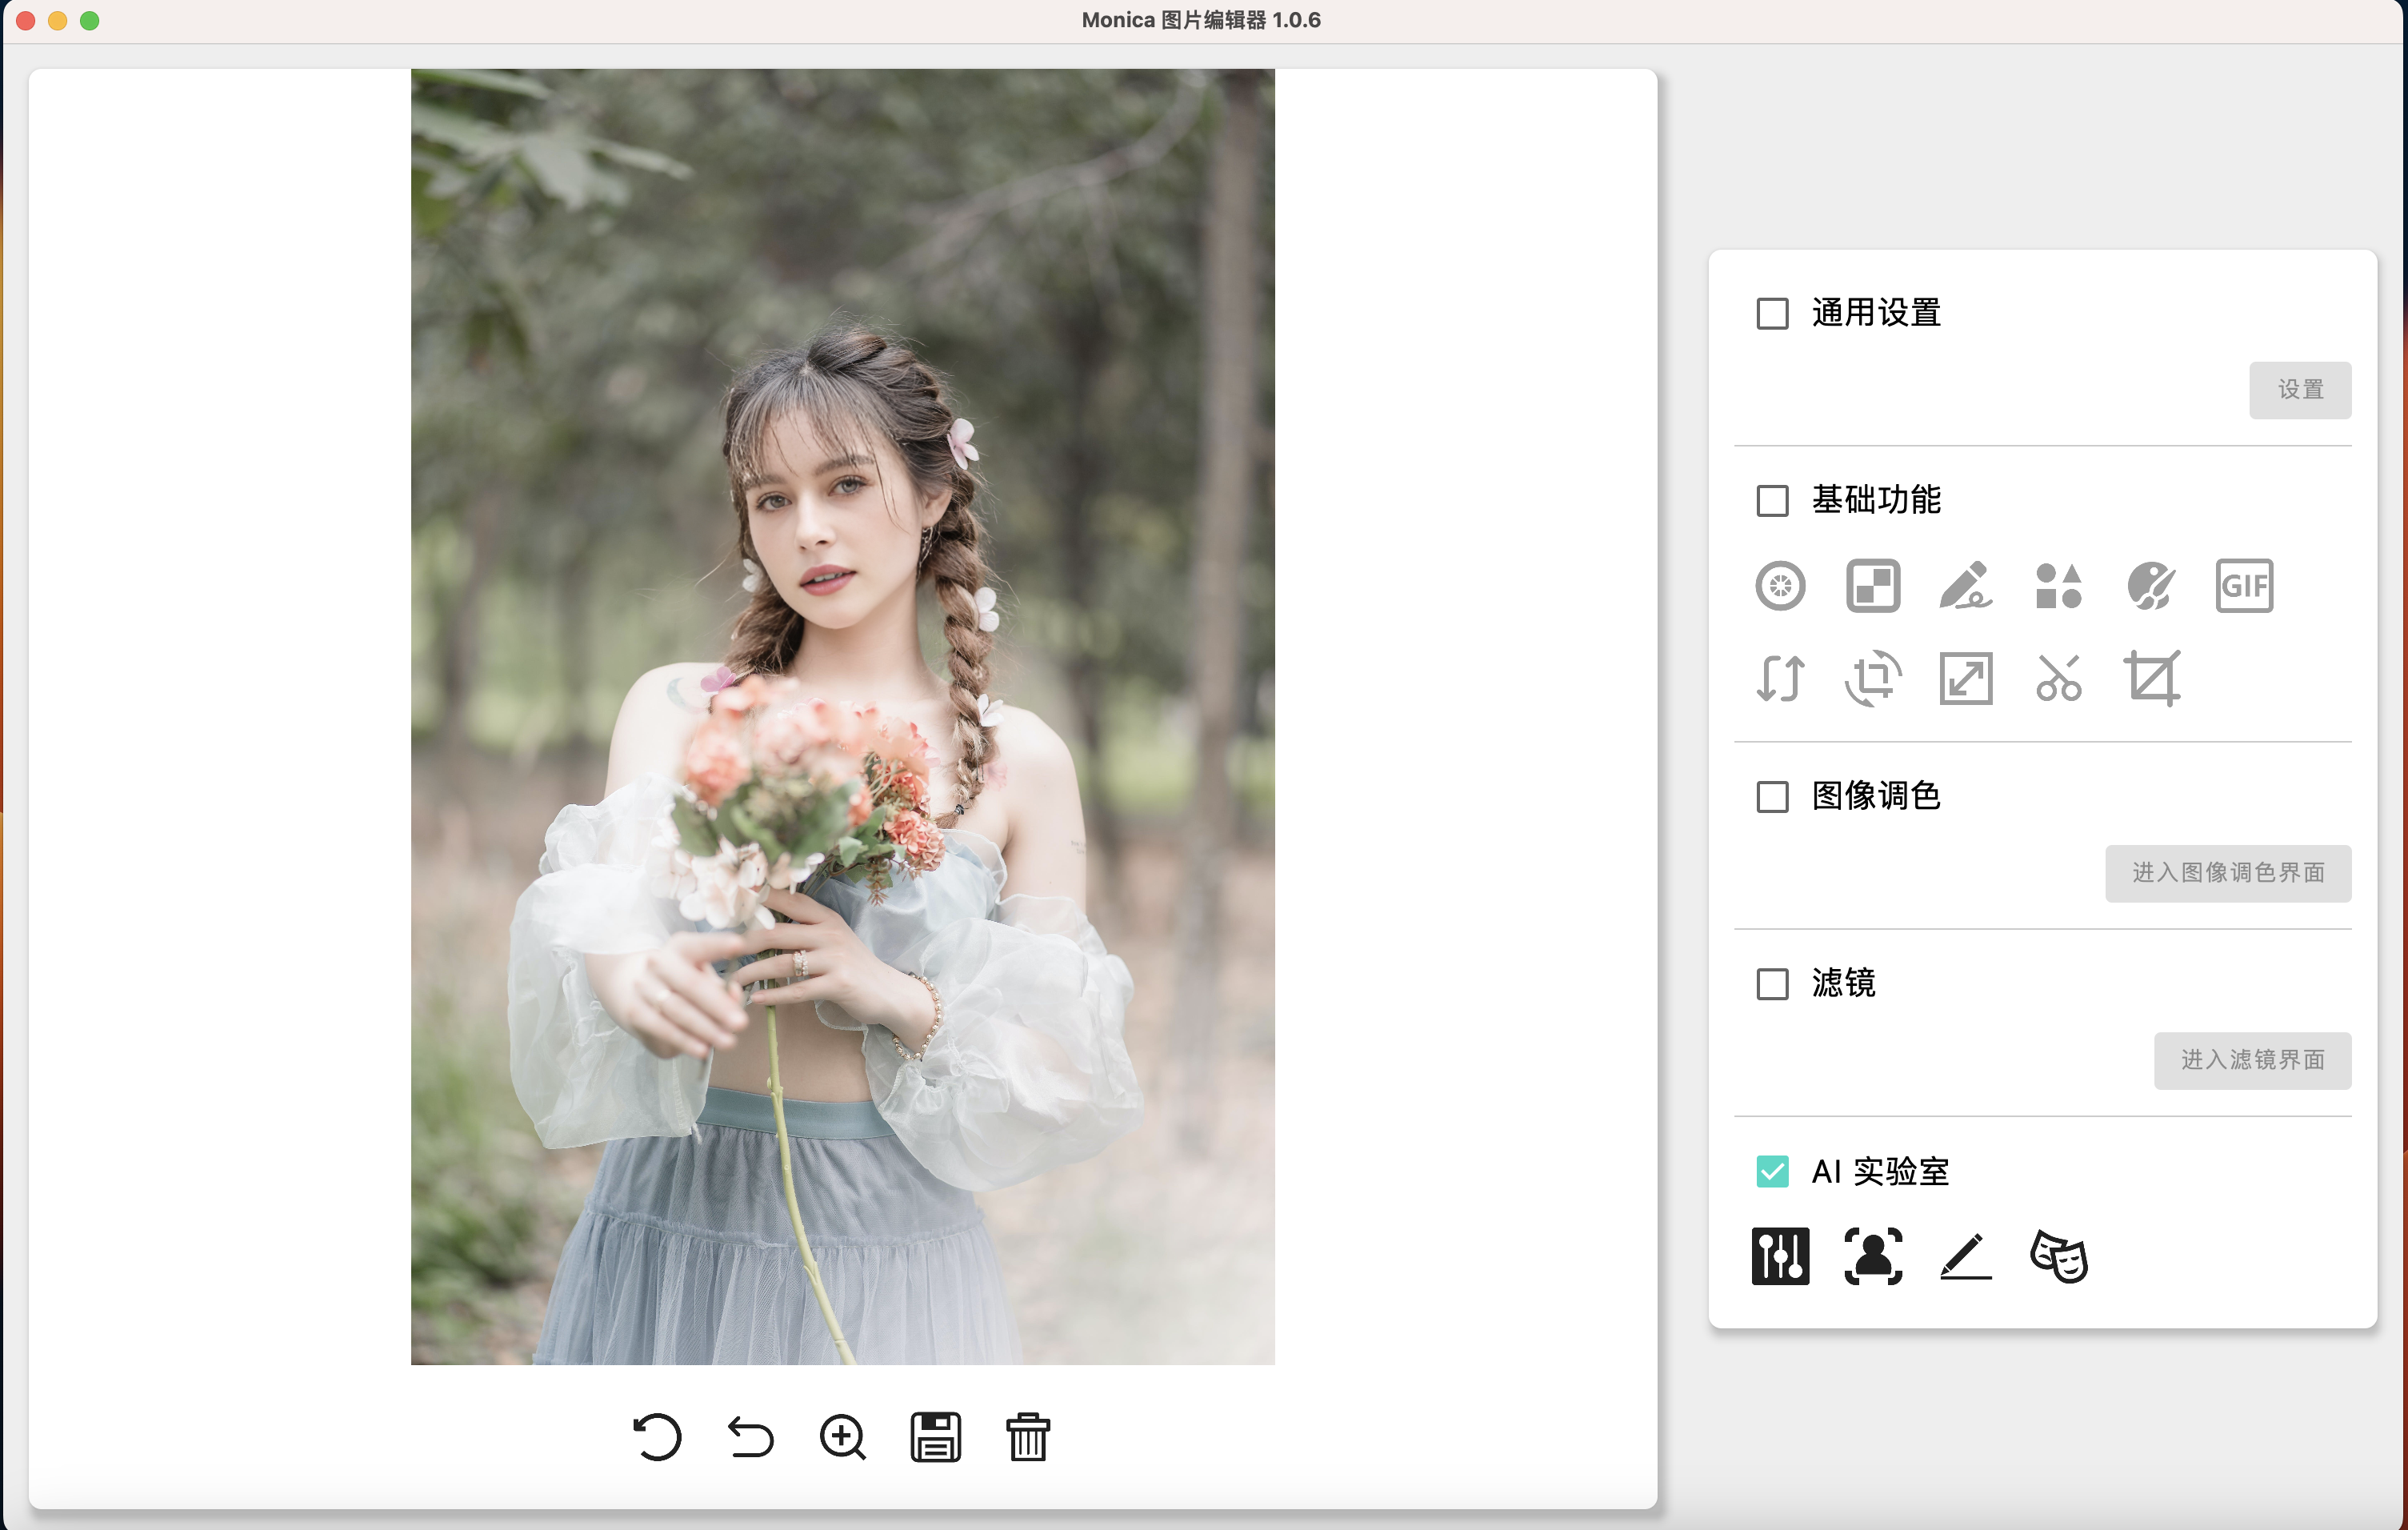 Monica 图片编辑器 1.0.6
通用设置
设置
基础功能
GIF
图像调色
进入图像调色界面
滤镜
进入滤镜界面
AI 实验室